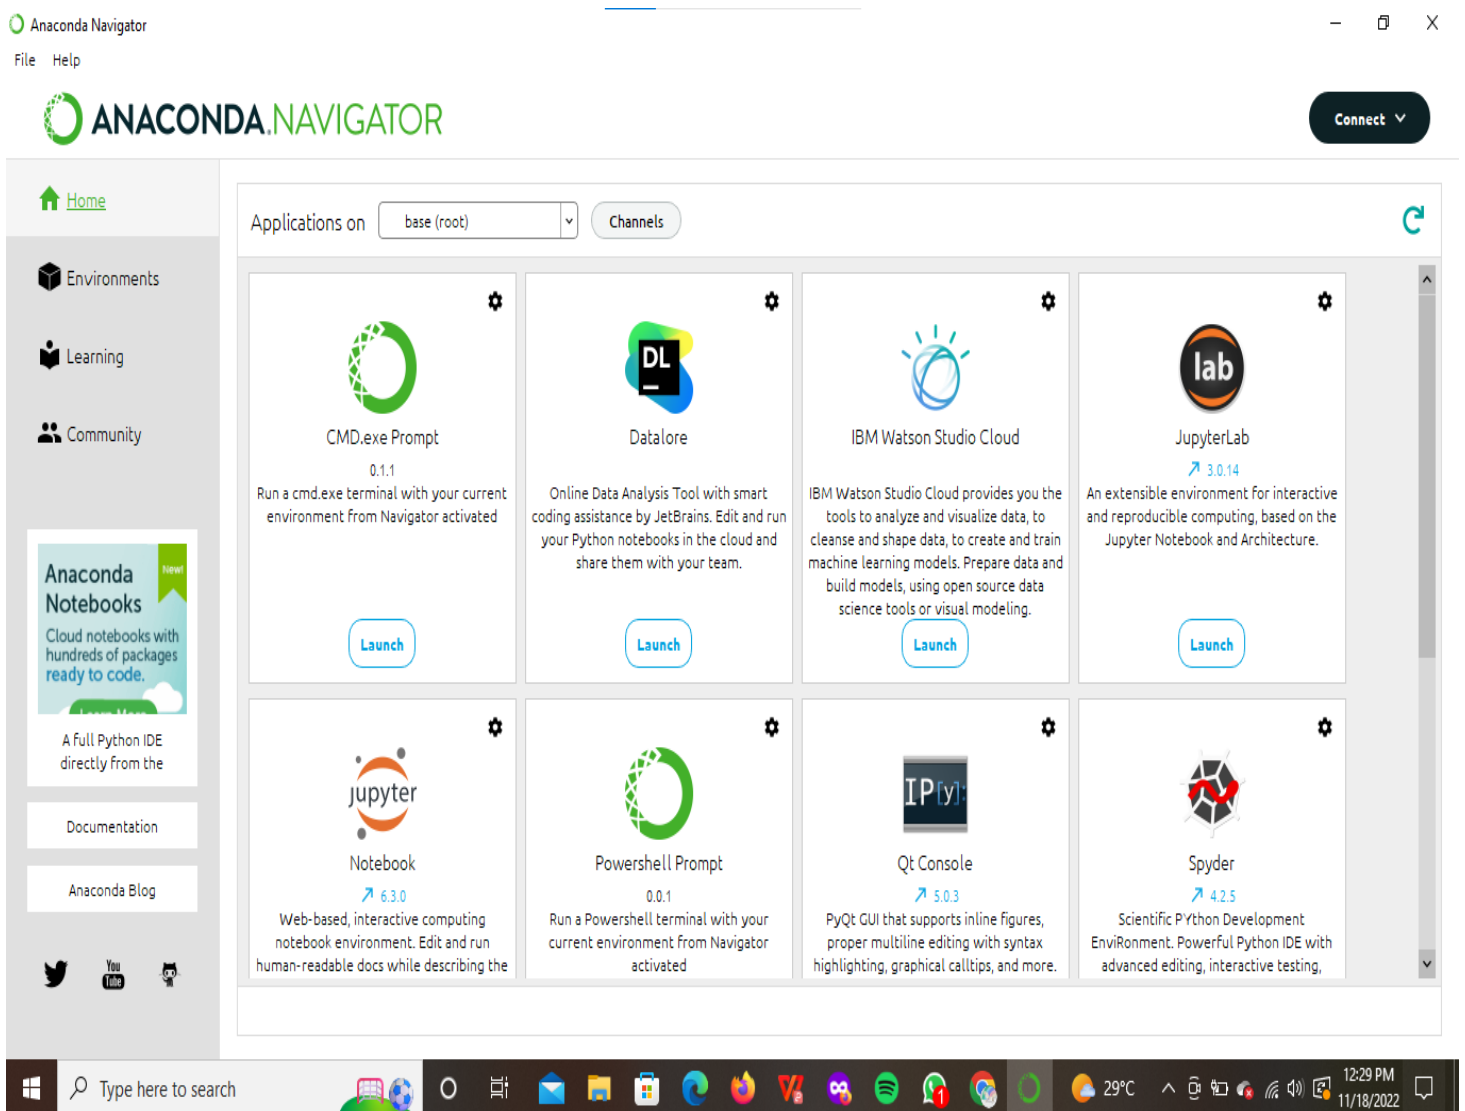 Anaconda Navigator
File Help
ANACONDA.NAVIGATOR
Connect
Home
Environments
Learning
Community
Anaconda
Notebooks
New!
Cloud notebooks with
hundreds of packages
ready to code.
Learn More
A full Python IDE
directly from the
Documentation
Anaconda Blog
You
Tube
Applications on base (root) Channels
CMD.exe Prompt
0.1.1
Run a cmd.exe terminal with your current
environment from Navigator activated
Launch
DL
Datalore
Online Data Analysis Tool with smart
coding assistance by JetBrains. Edit and run
your Python notebooks in the cloud and
share them with your team.
Launch
IBM Watson Studio Cloud
IBM Watson Studio Cloud provides you the
tools to analyze and visualize data, to
cleanse and shape data, to create and train
machine learning models. Prepare data and
build models, using open source data
science tools or visual modeling.
Launch
lab
JupyterLab
3.0.14
An extensible environment for interactive
and reproducible computing, based on the
Jupyter Notebook and Architecture.
Launch
jupyter
Notebook
6.3.0
Web-based, interactive computing
notebook environment. Edit and run
human-readable docs while describing the
Powershell Prompt
0.0.1
Run a Powershell terminal with your
current environment from Navigator
activated
IP[y]:
Qt Console
5.0.3
PyQt GUI that supports inline figures,
proper multiline editing with syntax
highlighting, graphical calltips, and more.
Spyder
4.2.5
Scientific PYthon Development
EnviRonment. Powerful Python IDE with
advanced editing, interactive testing,
Type here to search
29°C
12:29 PM
11/18/2022